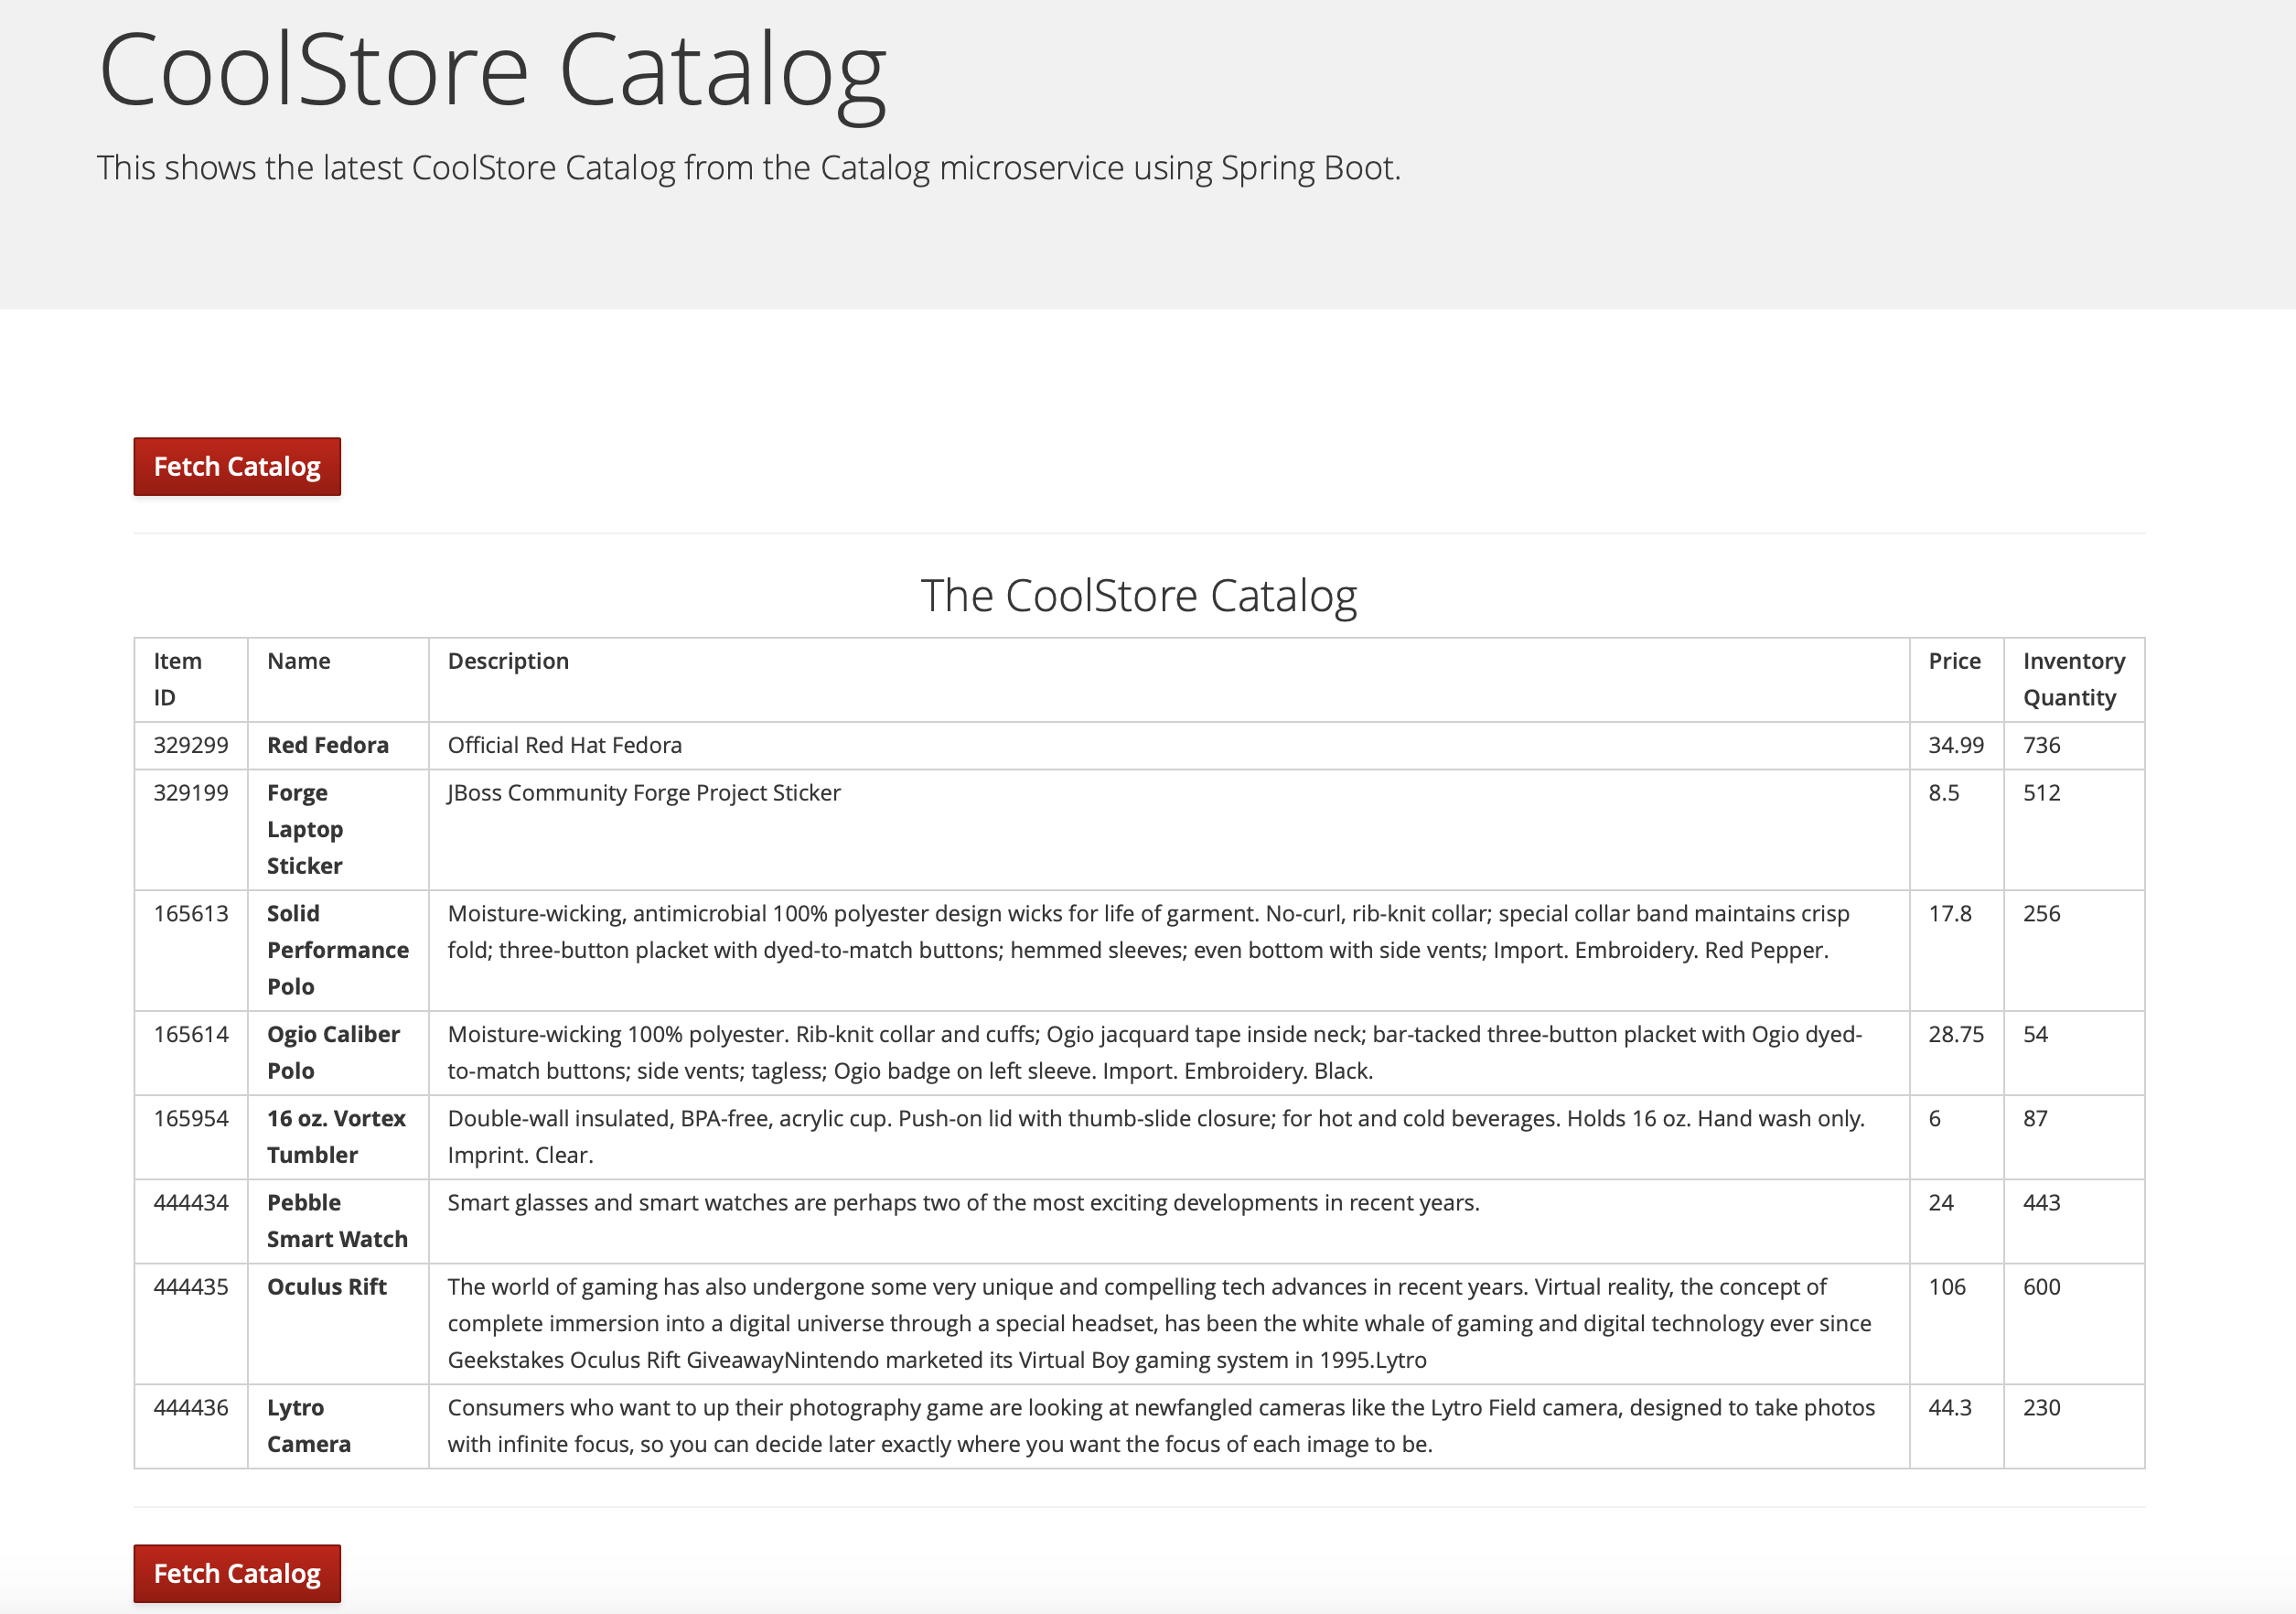 CoolStore Catalog
This shows the latest CoolStore Catalog from the Catalog microservice using Spring Boot.
Fetch Catalog
The CoolStore Catalog
Item
ID
Name
Description
Price
Inventory
Quantity
329299
Red Fedora
Official Red Hat Fedora
34.99
736
329199
Forge
Laptop
Sticker
JBoss Community Forge Project Sticker
8.5
512
165613
Solid
Performance
Polo
Moisture-wicking, antimicrobial 100% polyester design wicks for life of garment. No-curl, rib-knit collar; special collar band maintains crisp
fold; three-button placket with dyed-to-match buttons; hemmed sleeves; even bottom with side vents; Import. Embroidery. Red Pepper.
17.8
256
165614
Ogio Caliber
Polo
Moisture-wicking 100% polyester. Rib-knit collar and cuffs; Ogio jacquard tape inside neck; bar-tacked three-button placket with Ogio dyed-
to-match buttons; side vents; tagless; Ogio badge on left sleeve. Import. Embroidery. Black.
28.75
54
165954
16 oz. Vortex
Tumbler
Double-wall insulated, BPA-free, acrylic cup. Push-on lid with thumb-slide closure; for hot and cold beverages. Holds 16 oz. Hand wash only.
Imprint. Clear.
6
87
444434
Pebble
Smart Watch
Smart glasses and smart watches are perhaps two of the most exciting developments in recent years.
24
443
444435
Oculus Rift
The world of gaming has also undergone some very unique and compelling tech advances in recent years. Virtual reality, the concept of
complete immersion into a digital universe through a special headset, has been the white whale of gaming and digital technology ever since
Geekstakes Oculus Rift GiveawayNintendo marketed its Virtual Boy gaming system in 1995.Lytro
106
600
444436
Lytro
Camera
Consumers who want to up their photography game are looking at newfangled cameras like the Lytro Field camera, designed to take photos
with infinite focus, so you can decide later exactly where you want the focus of each image to be.
44.3
230
Fetch Catalog